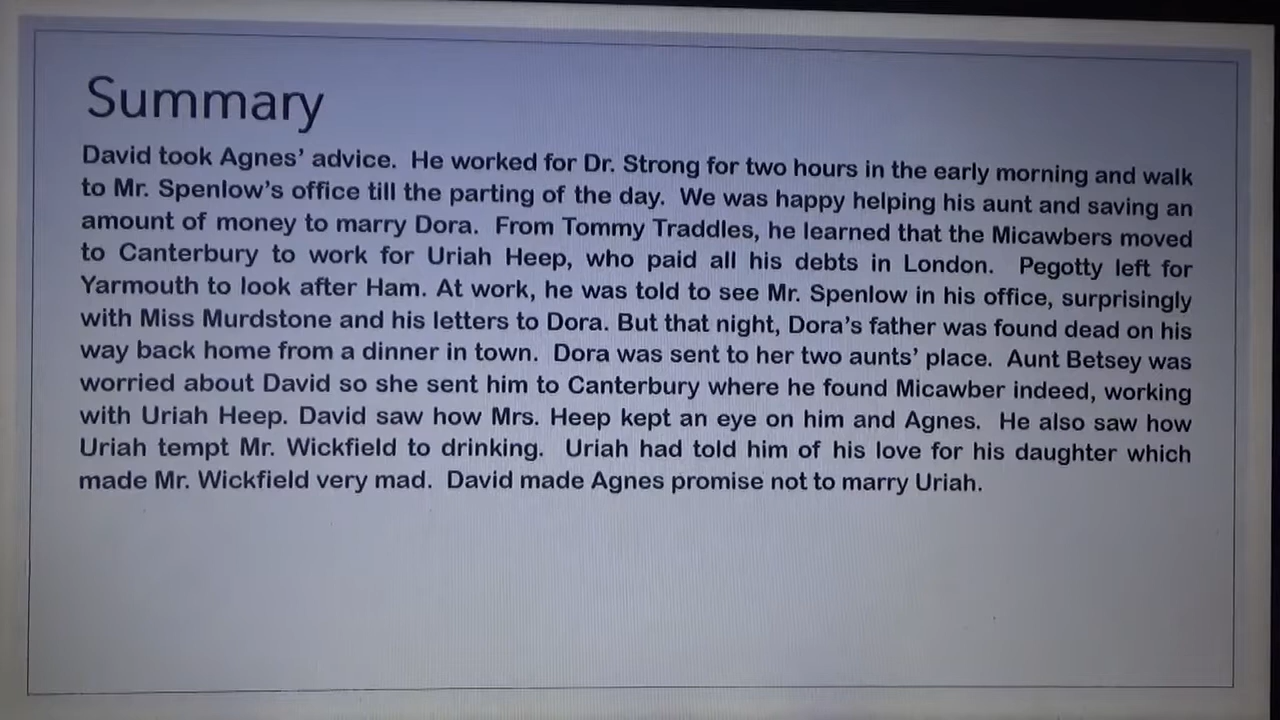 Summary
David took Agnes’ advice. He worked for Dr. Strong for two hours in the early morning and walk
to Mr. Spenlow’s office till the parting of the day. We was happy helping his aunt and saving an
amount of money to marry Dora. From Tommy Traddles, he learned that the Micawbers moved
to Canterbury to work for Uriah Heep, who paid all his debts in London. Pegotty left for
Yarmouth to look after Ham. At work, he was told to see Mr. Spenlow in his office, surprisingly
with Miss Murdstone and his letters to Dora. But that night, Dora’s father was found dead on his
way back home from a dinner in town. Dora was sent to her two aunts’ place. Aunt Betsey was
worried about David so she sent him to Canterbury where he found Micawber indeed, working
with Uriah Heep. David saw how Mrs. Heep kept an eye on him and Agnes. He also saw how
Uriah tempt Mr. Wickfield to drinking. Uriah had told him of his love for his daughter which
made Mr. Wickfield very mad. David made Agnes promise not to marry Uriah.